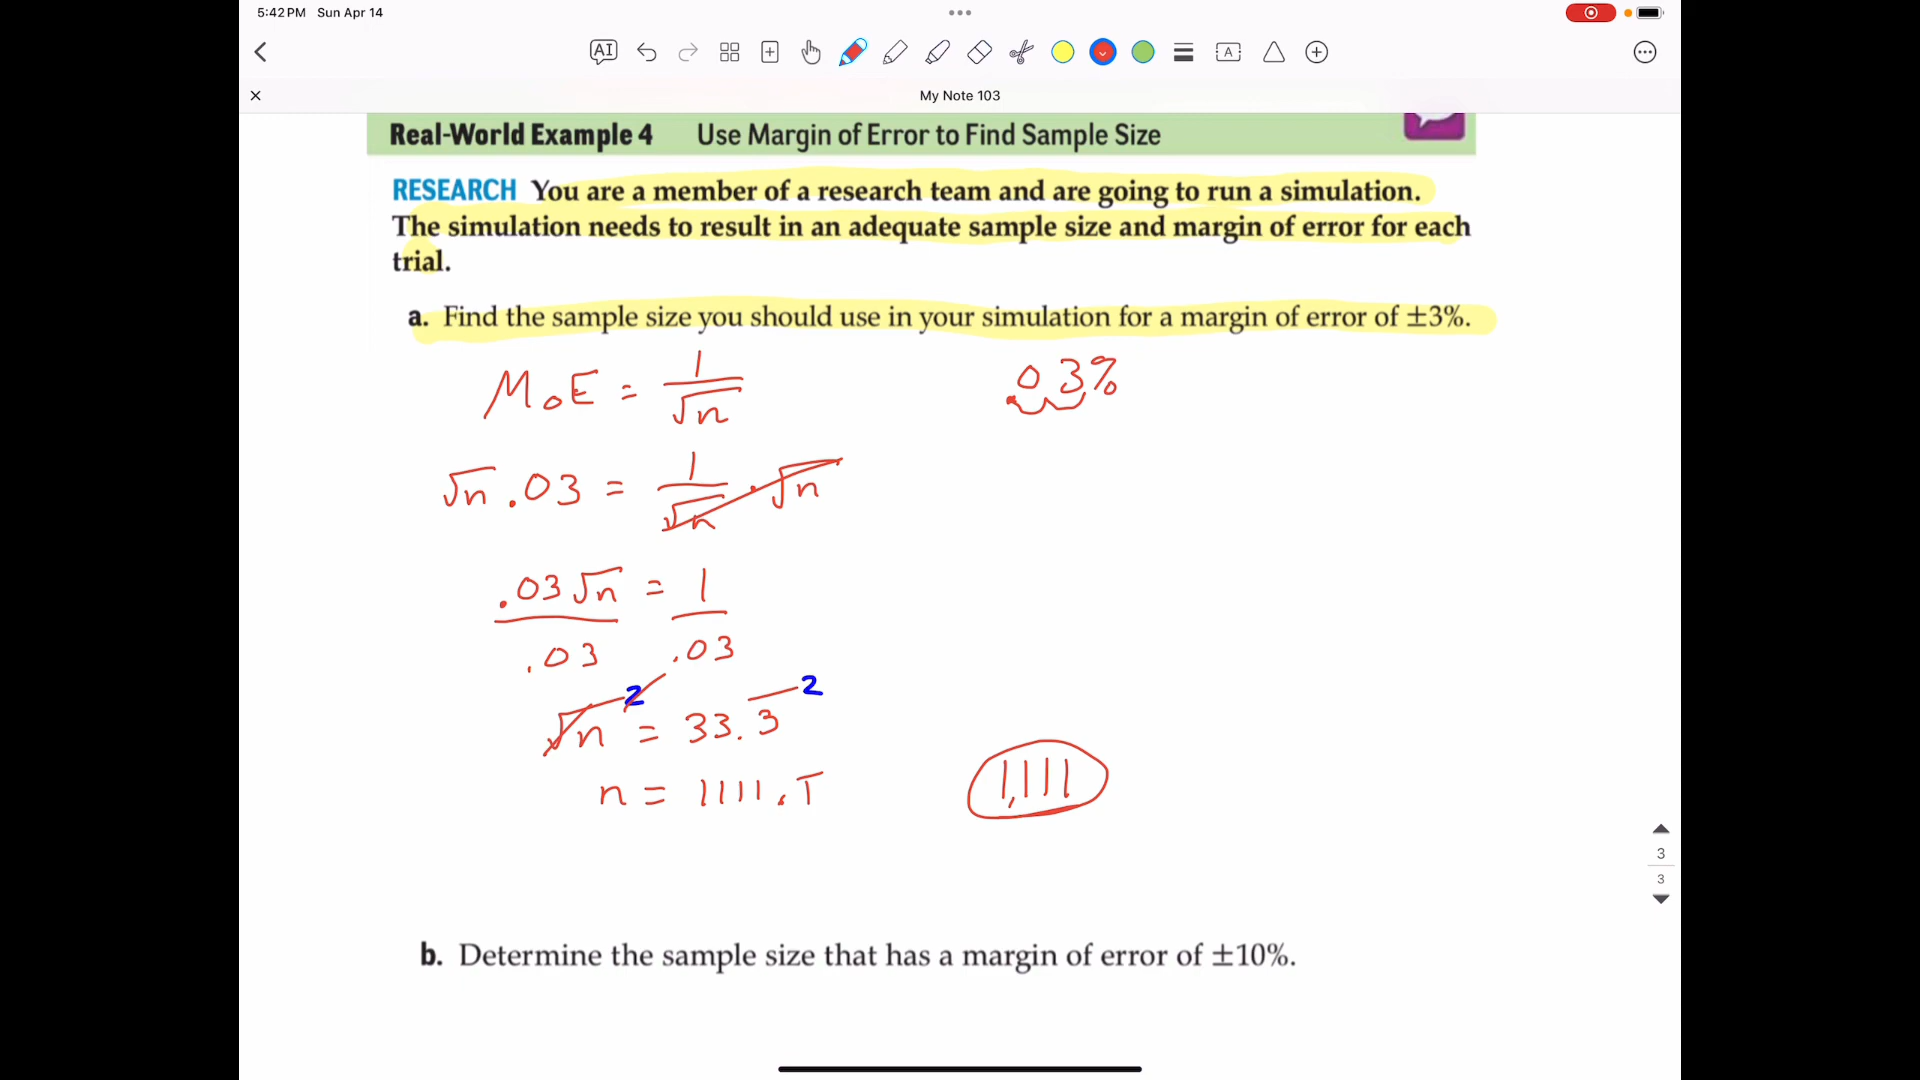 5:42 PM Sun Apr 14
AI
A
My Note 103
Real-World Example 4 Use Margin of Error to Find Sample Size
RESEARCH You are a member of a research team and are going to run a simulation.
The simulation needs to result in an adequate sample size and margin of error for each
trial.
a. Find the sample size you should use in your simulation for a margin of error of ±3%.
MoE = 1/√n
03%
√n .03 = 1/√n · √n
.03√n = 1
.03 .03
√n² = 33.3̅²
n = 1111.1̅
1,111
3
3
b. Determine the sample size that has a margin of error of ±10%.